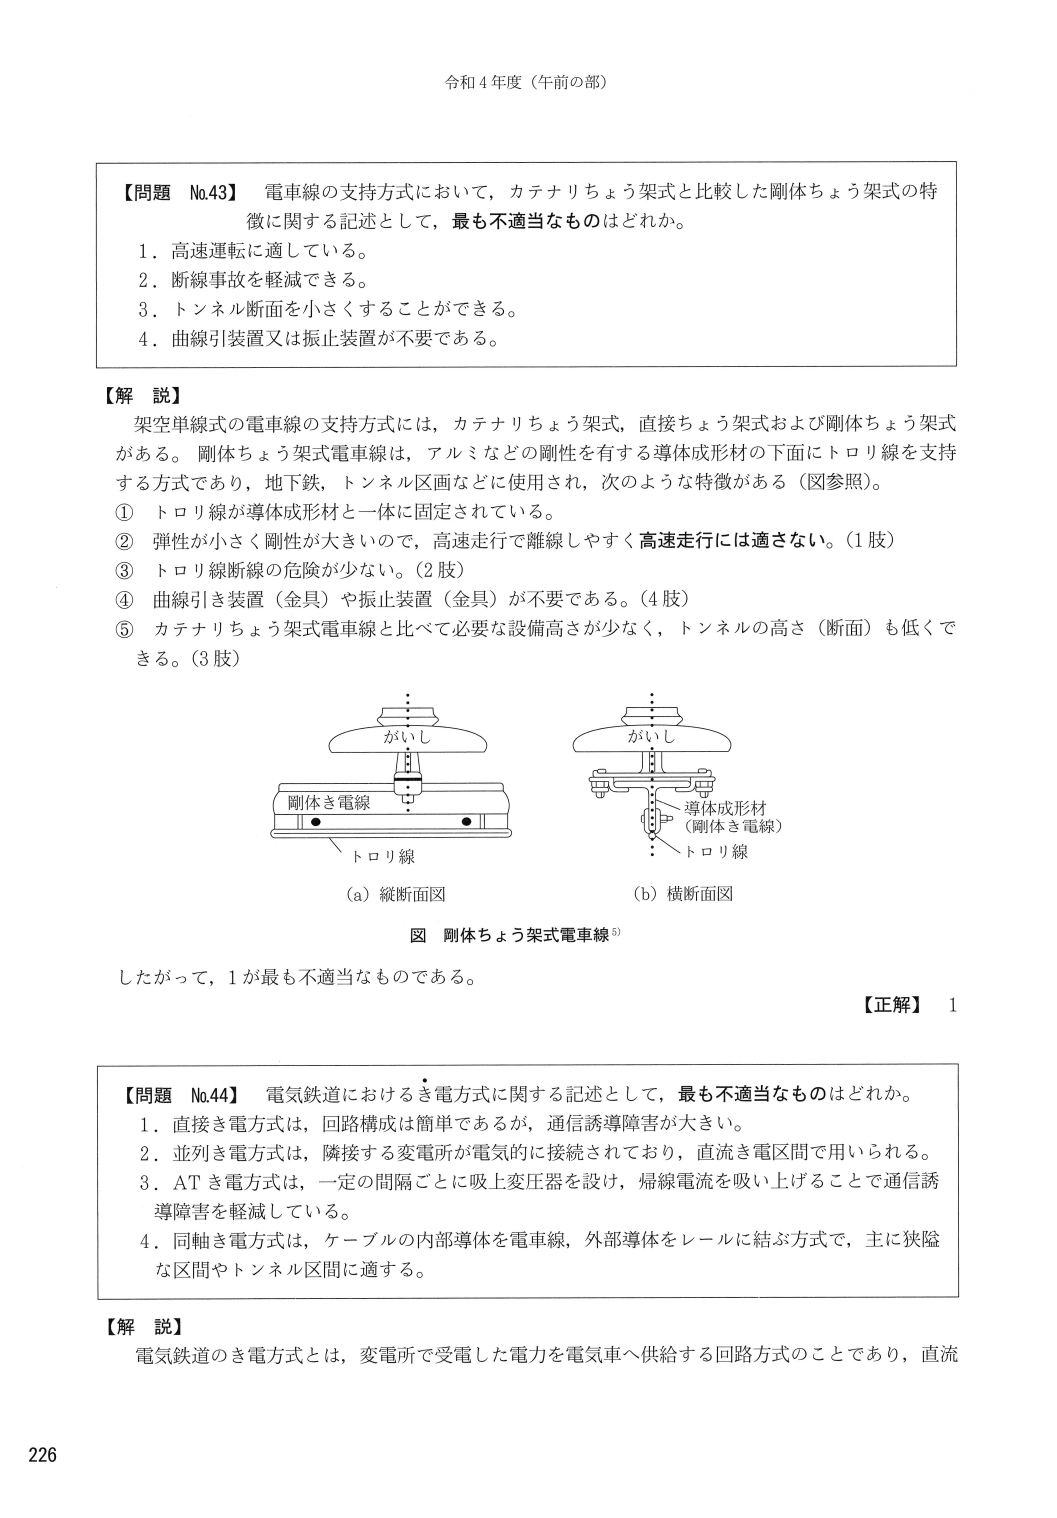 令和4年度（午前の部）
【問題　No.43】　電車線の支持方式において，カテナリちょう架式と比較した剛体ちょう架式の特
徴に関する記述として，最も不適当なものはどれか。
1．高速運転に適している。
2．断線事故を軽減できる。
3．トンネル断面を小さくすることができる。
4．曲線引装置又は振止装置が不要である。
【解　説】
架空単線式の電車線の支持方式には，カテナリちょう架式，直接ちょう架式および剛体ちょう架式
がある。剛体ちょう架式電車線は，アルミなどの剛性を有する導体成形材の下面にトロリ線を支持
する方式であり，地下鉄，トンネル区画などに使用され，次のような特徴がある（図参照）。
①　トロリ線が導体成形材と一体に固定されている。
②　弾性が小さく剛性が大きいので，高速走行で離線しやすく高速走行には適さない。（1肢）
③　トロリ線断線の危険が少ない。（2肢）
④　曲線引き装置（金具）や振止装置（金具）が不要である。（4肢）
⑤　カテナリちょう架式電車線と比べて必要な設備高さが少なく，トンネルの高さ（断面）も低くで
きる。（3肢）
がいし
剛体き電線
トロリ線
（a）縦断面図
がいし
導体成形材
（剛体き電線）
トロリ線
（b）横断面図
図　剛体ちょう架式電車線5)
したがって，1が最も不適当なものである。
【正解】　1
【問題　No.44】　電気鉄道におけるき電方式に関する記述として，最も不適当なものはどれか。
1．直接き電方式は，回路構成は簡単であるが，通信誘導障害が大きい。
2．並列き電方式は，隣接する変電所が電気的に接続されており，直流き電区間で用いられる。
3．ATき電方式は，一定の間隔ごとに吸上変圧器を設け，帰線電流を吸い上げることで通信誘
導障害を軽減している。
4．同軸き電方式は，ケーブルの内部導体を電車線，外部導体をレールに結ぶ方式で，主に狭隘
な区間やトンネル区間に適する。
【解　説】
電気鉄道のき電方式とは，変電所で受電した電力を電気車へ供給する回路方式のことであり，直流
226